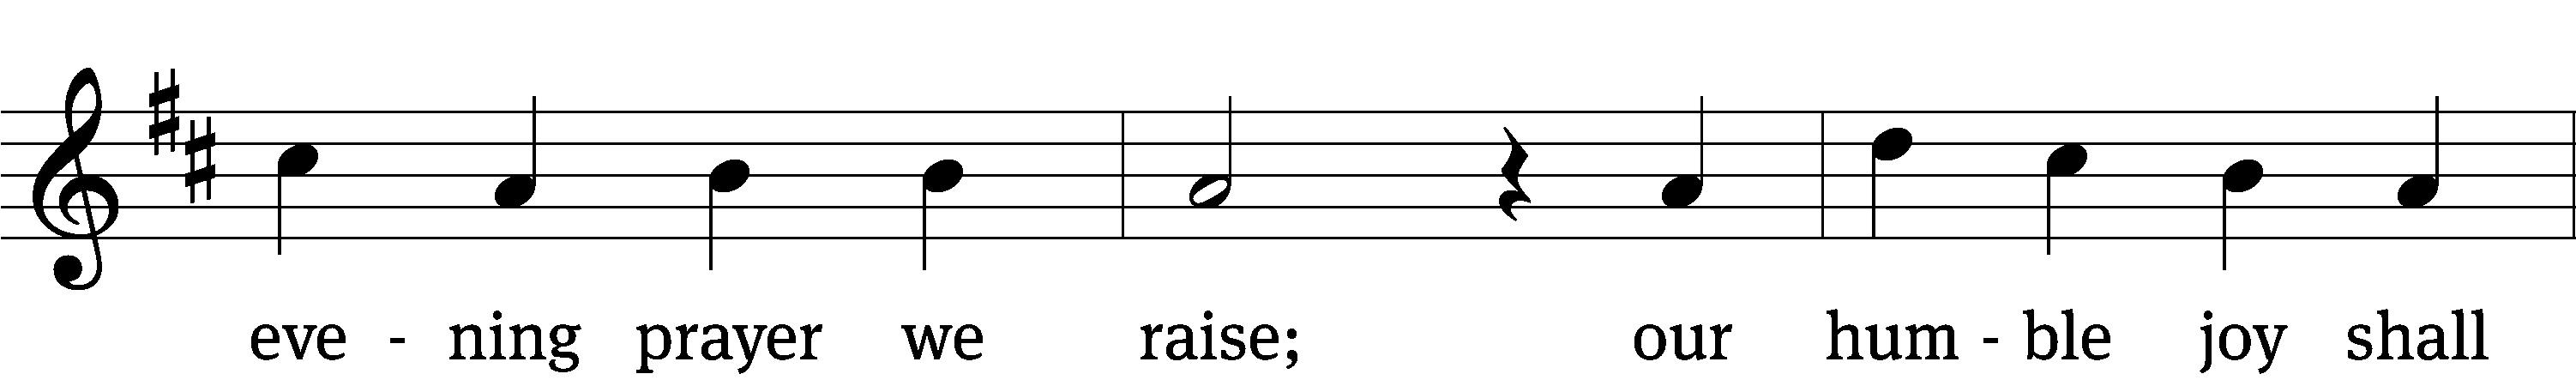 eve - ning prayer we raise; our hum - ble joy shall